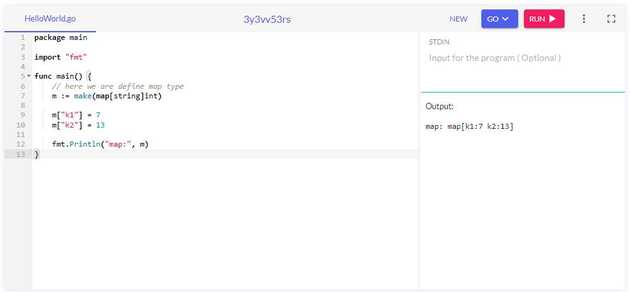 HelloWorld.go 3y3vv53rs NEW GO RUN
1 package main
2
3 import "fmt"
4
5 func main() {
6 // here we are define map type
7 m := make(map[string]int)
8
9 m["k1"] = 7
10 m["k2"] = 13
11
12 fmt.Println("map:", m)
13 }
STDIN
Input for the program ( Optional )
Output:
map: map[k1:7 k2:13]